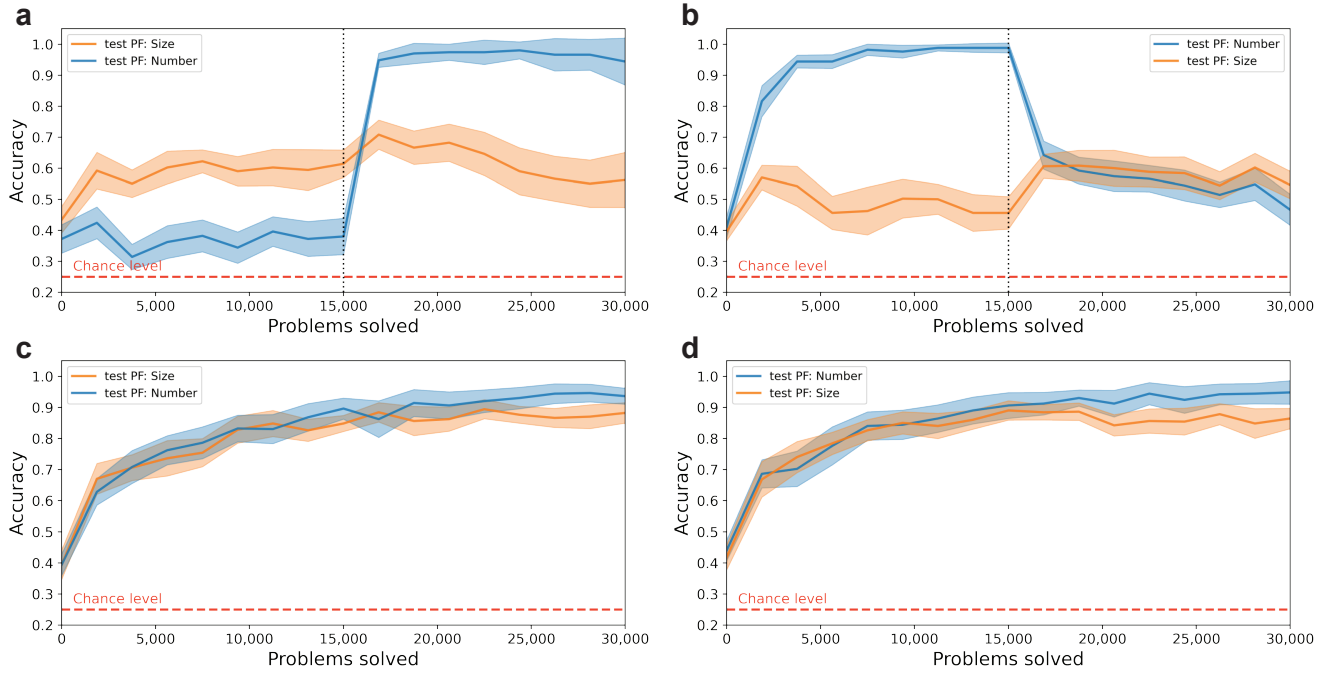 a
test PF: Size
test PF: Number
Accuracy
1.0
0.9
0.8
0.7
0.6
0.5
0.4
0.3
0.2
Chance level
0 5,000 10,000 15,000 20,000 25,000 30,000
Problems solved
b
test PF: Number
test PF: Size
Accuracy
1.0
0.9
0.8
0.7
0.6
0.5
0.4
0.3
0.2
Chance level
0 5,000 10,000 15,000 20,000 25,000 30,000
Problems solved
c
test PF: Size
test PF: Number
Accuracy
1.0
0.9
0.8
0.7
0.6
0.5
0.4
0.3
0.2
Chance level
0 5,000 10,000 15,000 20,000 25,000 30,000
Problems solved
d
test PF: Number
test PF: Size
Accuracy
1.0
0.9
0.8
0.7
0.6
0.5
0.4
0.3
0.2
Chance level
0 5,000 10,000 15,000 20,000 25,000 30,000
Problems solved